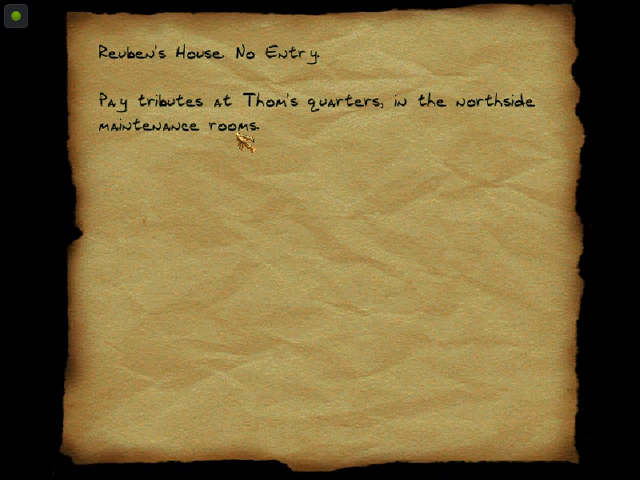 Reuben's House. No Entry.
Pay tributes at Thom's quarters, in the northside
maintenance rooms.